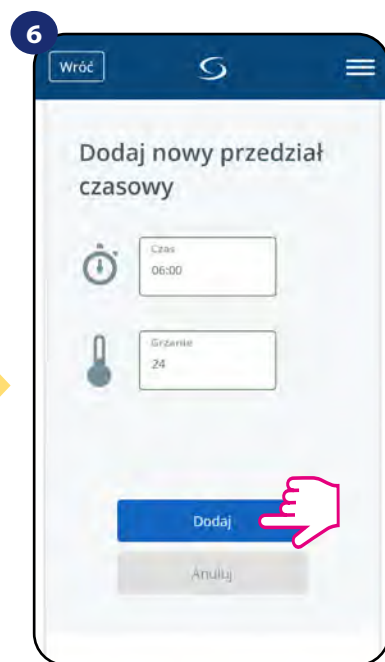 6
Wróć
Dodaj nowy przedział
czasowy
Czas
06:00
Grzanie
24
Dodaj
Anuluj